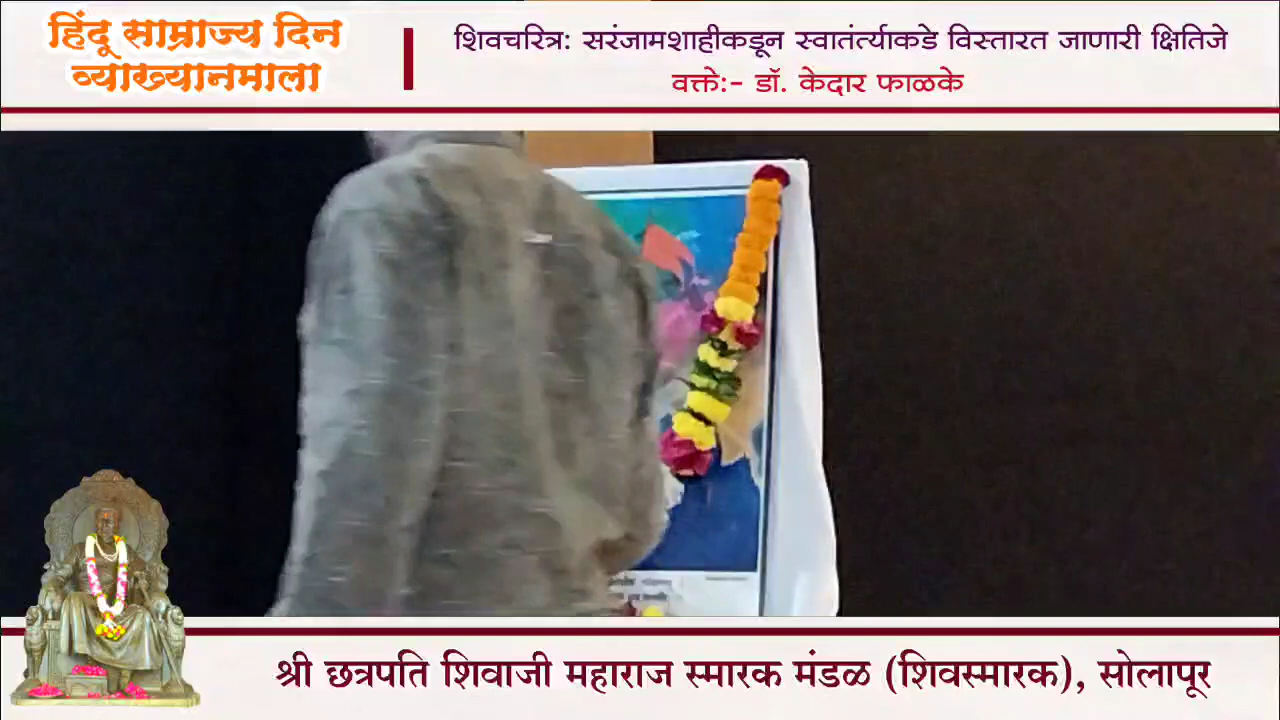 हिंदू साम्राज्य दिन
व्याख्यानमाला
शिवचरित्र: सरंजामशाहीकडून स्वातंर्त्याकडे विस्तारत जाणारी क्षितिजे
वक्ते:- डॉ. केदार फाळके
श्री छत्रपति शिवाजी महाराज स्मारक मंडळ (शिवस्मारक), सोलापूर